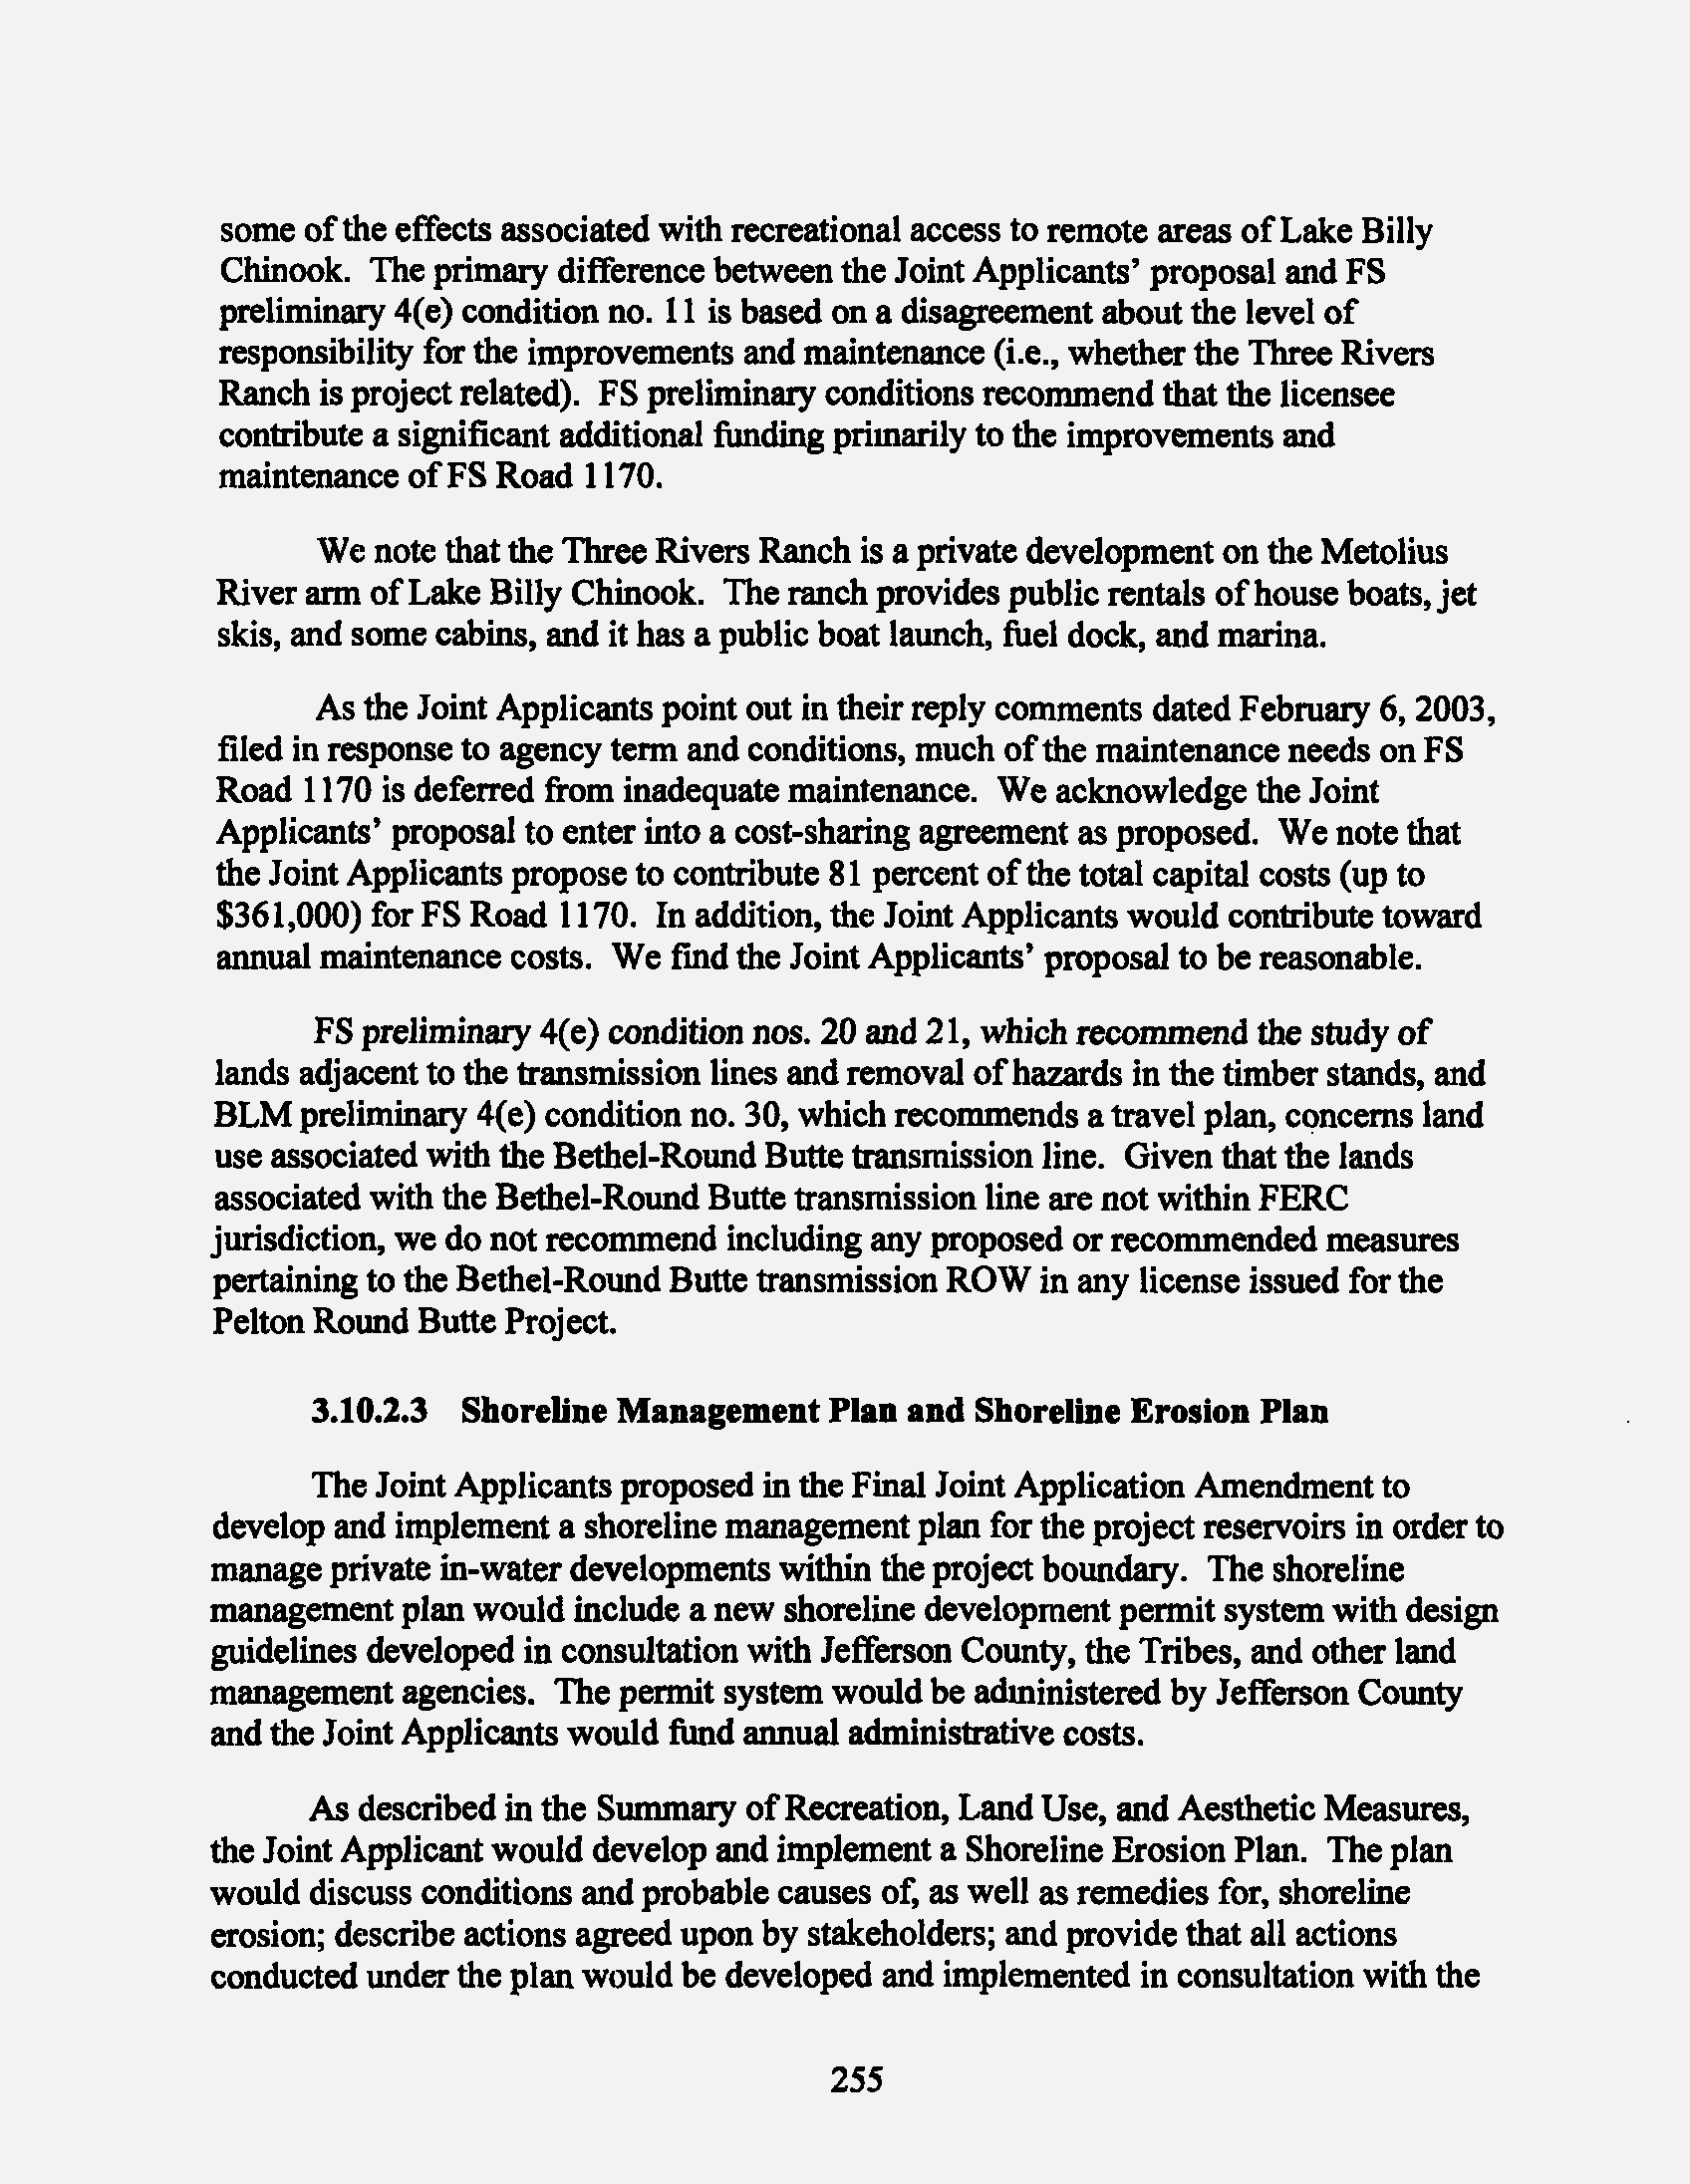 some of the effects associated with recreational access to remote areas of Lake Billy
Chinook. The primary difference between the Joint Applicants' proposal and FS
preliminary 4(e) condition no. 11 is based on a disagreement about the level of
responsibility for the improvements and maintenance (i.e., whether the Three Rivers
Ranch is project related). FS preliminary conditions recommend that the licensee
contribute a significant additional funding primarily to the improvements and
maintenance of FS Road 1170.
We note that the Three Rivers Ranch is a private development on the Metolius
River arm of Lake Billy Chinook. The ranch provides public rentals of house boats, jet
skis, and some cabins, and it has a public boat launch, fuel dock, and marina.
As the Joint Applicants point out in their reply comments dated February 6, 2003,
filed in response to agency term and conditions, much of the maintenance needs on FS
Road 1170 is deferred from inadequate maintenance. We acknowledge the Joint
Applicants' proposal to enter into a cost-sharing agreement as proposed. We note that
the Joint Applicants propose to contribute 81 percent of the total capital costs (up to
$361,000) for FS Road 1170. In addition, the Joint Applicants would contribute toward
annual maintenance costs. We find the Joint Applicants' proposal to be reasonable.
FS preliminary 4(e) condition nos. 20 and 21, which recommend the study of
lands adjacent to the transmission lines and removal of hazards in the timber stands, and
BLM preliminary 4(e) condition no. 30, which recommends a travel plan, concerns land
use associated with the Bethel-Round Butte transmission line. Given that the lands
associated with the Bethel-Round Butte transmission line are not within FERC
jurisdiction, we do not recommend including any proposed or recommended measures
pertaining to the Bethel-Round Butte transmission ROW in any license issued for the
Pelton Round Butte Project.
3.10.2.3 Shoreline Management Plan and Shoreline Erosion Plan
The Joint Applicants proposed in the Final Joint Application Amendment to
develop and implement a shoreline management plan for the project reservoirs in order to
manage private in-water developments within the project boundary. The shoreline
management plan would include a new shoreline development permit system with design
guidelines developed in consultation with Jefferson County, the Tribes, and other land
management agencies. The permit system would be administered by Jefferson County
and the Joint Applicants would fund annual administrative costs.
As described in the Summary of Recreation, Land Use, and Aesthetic Measures,
the Joint Applicant would develop and implement a Shoreline Erosion Plan. The plan
would discuss conditions and probable causes of, as well as remedies for, shoreline
erosion; describe actions agreed upon by stakeholders; and provide that all actions
conducted under the plan would be developed and implemented in consultation with the
255